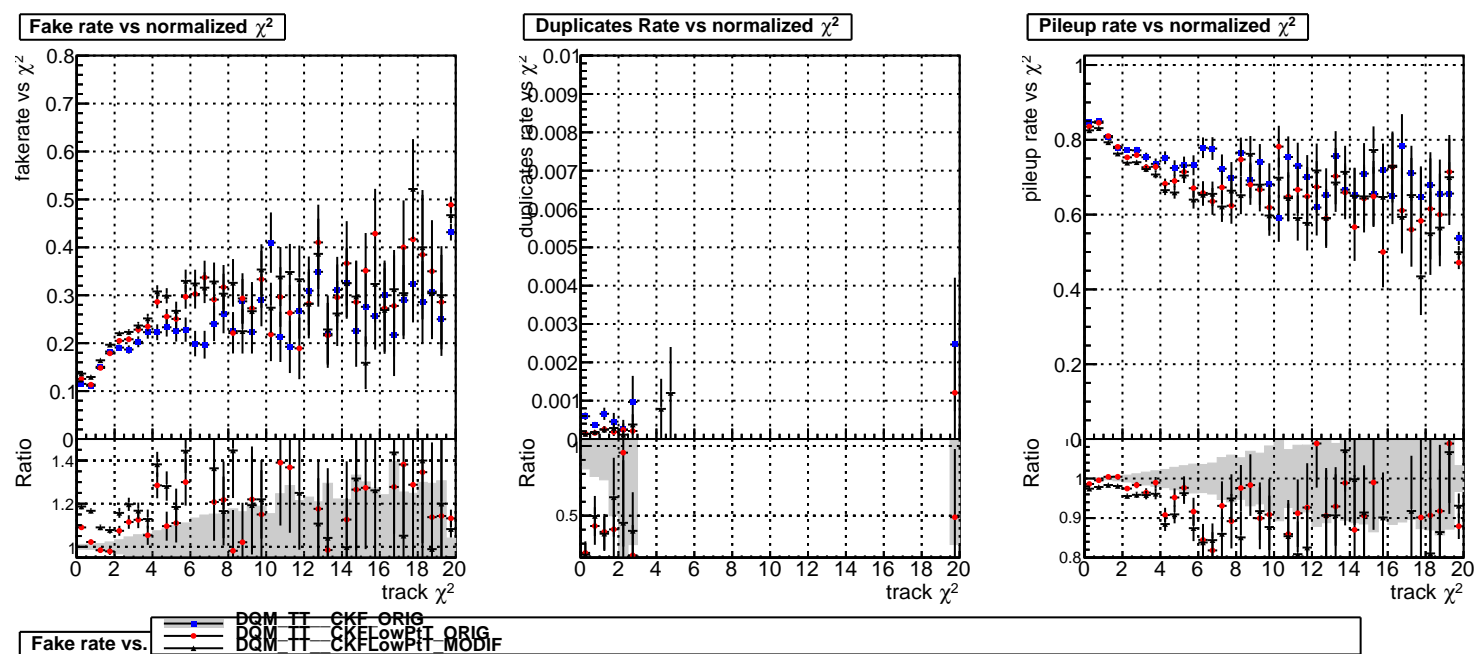 Fake rate vs normalized χ²
Duplicates Rate vs normalized χ²
Pileup rate vs normalized χ²
fakerate vs χ²
0.8
0.7
0.6
0.5
0.4
0.3
0.2
0.1
0
Ratio
1.4
1.2
1
0 2 4 6 8 10 12 14 16 18 20
track χ²
duplicates rate vs χ²
0.01
0.009
0.008
0.007
0.006
0.005
0.004
0.003
0.002
0.001
0
Ratio
0.5
0 2 4 6 8 10 12 14 16 18 20
track χ²
pileup rate vs χ²
1
0.8
0.6
0.4
0.2
Ratio
1
0.9
0.8
0 2 4 6 8 10 12 14 16 18 20
track χ²
Fake rate vs.
DQM_TT__CKF_ORIG
DQM_TT__CKFLowPtT_ORIG
DQM_TT__CKFLowPtT_MODIF